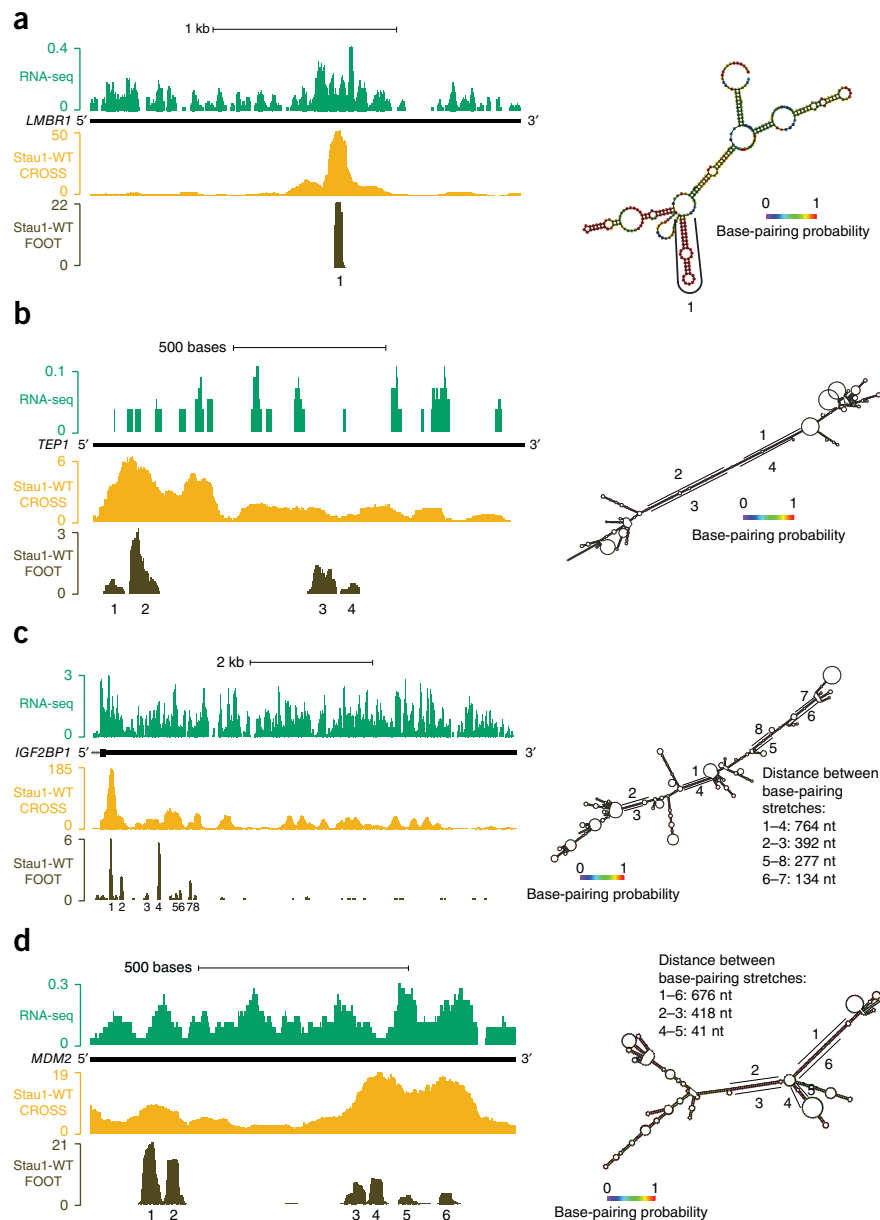 a
1 kb
0.4
RNA-seq
0
LMBR1 5′ 3′
50
Stau1-WT
CROSS
0
22
Stau1-WT
FOOT
0
1
0 1
Base-pairing probability
1
b
500 bases
0.1
RNA-seq
0
TEP1 5′ 3′
6
Stau1-WT
CROSS
0
3
Stau1-WT
FOOT
0
1 2 3 4
1
4
2
3
0 1
Base-pairing probability
c
2 kb
3
RNA-seq
0
IGF2BP1 5′ 3′
185
Stau1-WT
CROSS
0
6
Stau1-WT
FOOT
0
1 2 3 4 5 6 7 8
7
6
8
5
1
4
2
3
Distance between
base-pairing
stretches:
1–4: 764 nt
2–3: 392 nt
5–8: 277 nt
6–7: 134 nt
0 1
Base-pairing probability
d
500 bases
0.3
RNA-seq
0
MDM2 5′ 3′
19
Stau1-WT
CROSS
0
21
Stau1-WT
FOOT
0
1 2 3 4 5 6
Distance between
base-pairing stretches:
1–6: 676 nt
2–3: 418 nt
4–5: 41 nt
1
6
2
3
5
4
0 1
Base-pairing probability